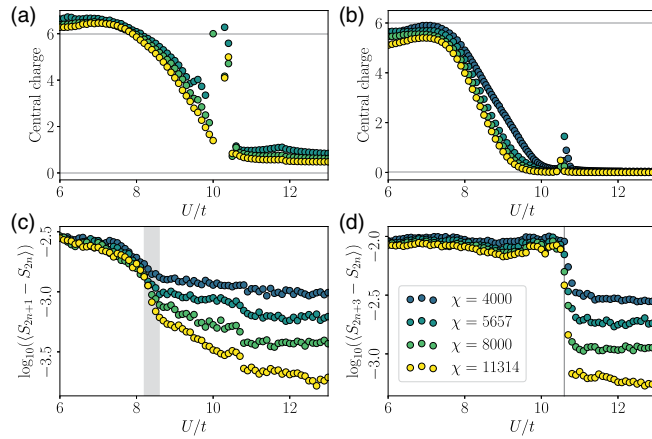 (a)
(b)
Central charge
6
4
2
0
6 8 10 12
U/t
Central charge
6
4
2
0
6 8 10 12
U/t
(c)
(d)
log10(⟨S2n+1 − S2n⟩)
−2.5
−3.0
−3.5
6 8 10 12
U/t
log10(⟨S2n+3 − S2n⟩)
−2.0
−2.5
−3.0
6 8 10 12
U/t
χ = 4000
χ = 5657
χ = 8000
χ = 11314